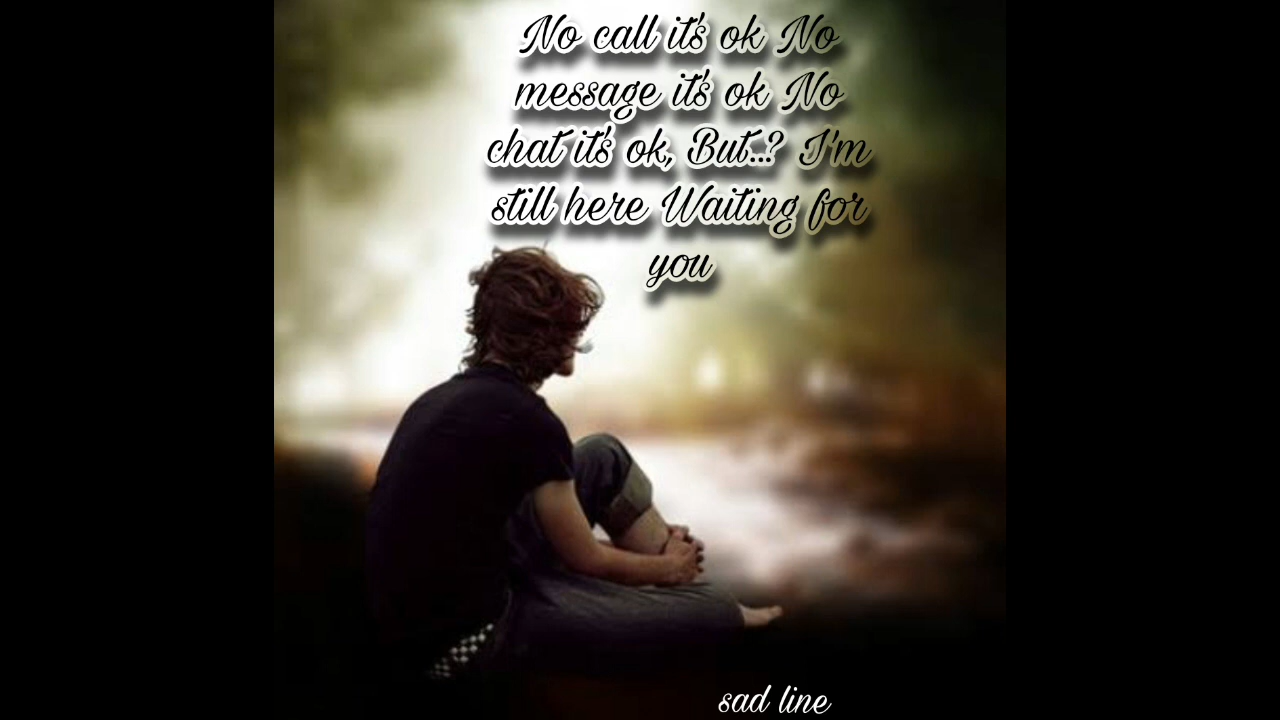 No call it's ok No
message it's ok No
chat it's ok, But..? I'm
still here Waiting for
you
sad line